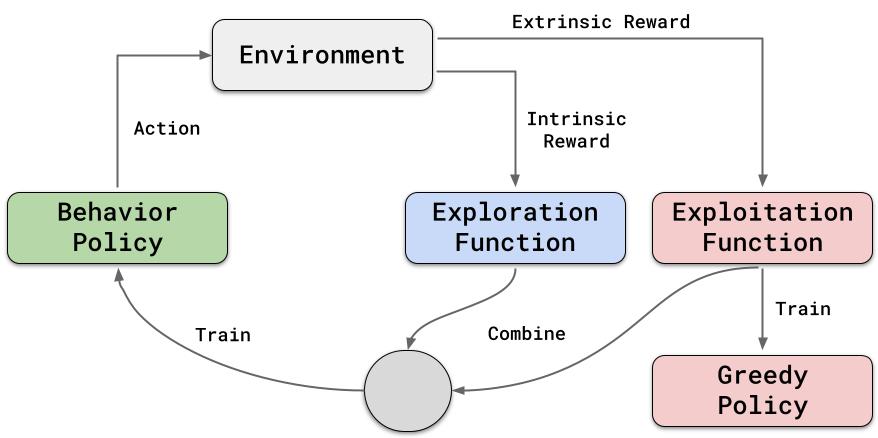 Extrinsic Reward
Environment
Action
Intrinsic
Reward
Behavior
Policy
Exploration
Function
Exploitation
Function
Train
Combine
Train
Greedy
Policy